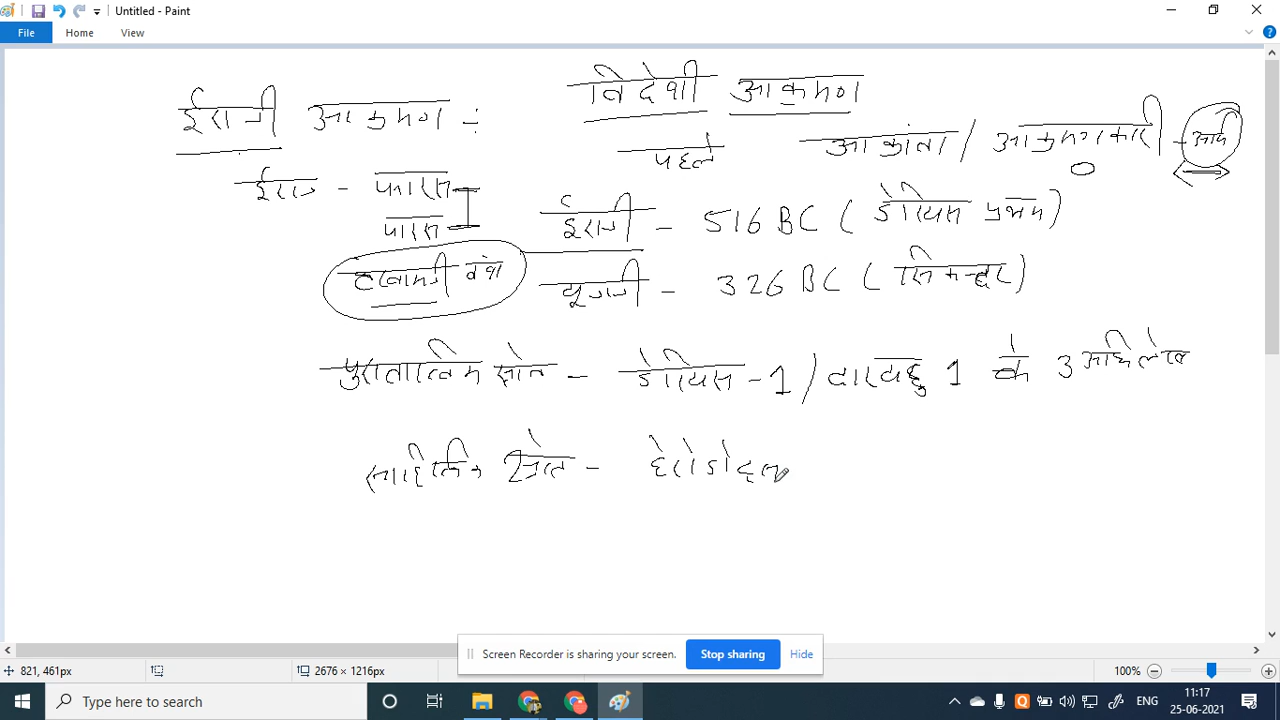 Untitled - Paint
File Home View
विदेशी आक्रमण
ईरानी आक्रमण :
पहले आक्रांता / आक्रमणकारी - आर्य
ईरान - फारस
पारस
ईरानी - 516 BC ( डेरियस प्रथम )
हखामनी वंश
यूनानी - 326 BC ( सिकन्दर )
पुरातात्विक स्रोत - डेरियस - 1 / दारयबहु 1 के 3 अभिलेख
साहित्यिक स्रोत - हेरोडोट्स
Screen Recorder is sharing your screen. Stop sharing Hide
821, 461px 2676 × 1216px 100%
Type here to search ENG 11:17
25-06-2021